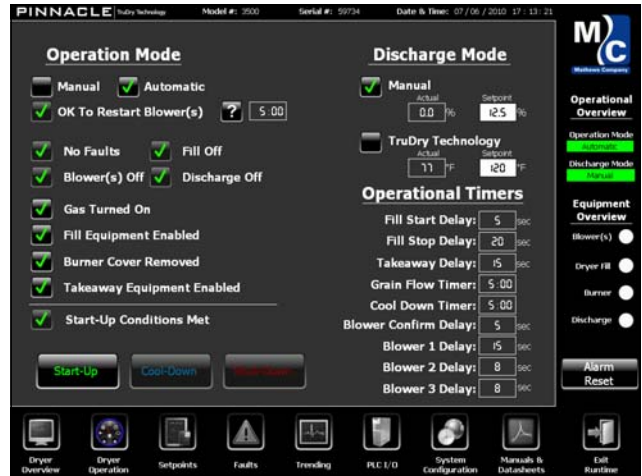 PINNACLE TruDry Technology Model #: 3500 Serial #: 59734 Date & Time: 07/06/2010 17:13:21
Operation Mode
Manual Automatic
OK To Restart Blower(s) ? 5:00
No Faults Fill Off
Blower(s) Off Discharge Off
Gas Turned On
Fill Equipment Enabled
Burner Cover Removed
Takeaway Equipment Enabled
Start-Up Conditions Met
Start-Up Cool-Down
Discharge Mode
Manual
Actual Setpoint
0.0 % 12.5 %
TruDry Technology
Actual Setpoint
77 °F 120 °F
Operational Timers
Fill Start Delay: 5 sec
Fill Stop Delay: 20 sec
Takeaway Delay: 15 sec
Grain Flow Timer: 5:00
Cool Down Timer: 5:00
Blower Confirm Delay: 5 sec
Blower 1 Delay: 15 sec
Blower 2 Delay: 8 sec
Blower 3 Delay: 8 sec
MC
Mathews Company
Operational
Overview
Operation Mode
Automatic
Discharge Mode
Manual
Equipment
Overview
Blower(s)
Dryer Fill
Burner
Discharge
Alarm
Reset
Dryer
Overview
Dryer
Operation
Setpoints
Faults
Trending
PLC I/O
System
Configuration
Manuals &
Datasheets
Exit
Runtime